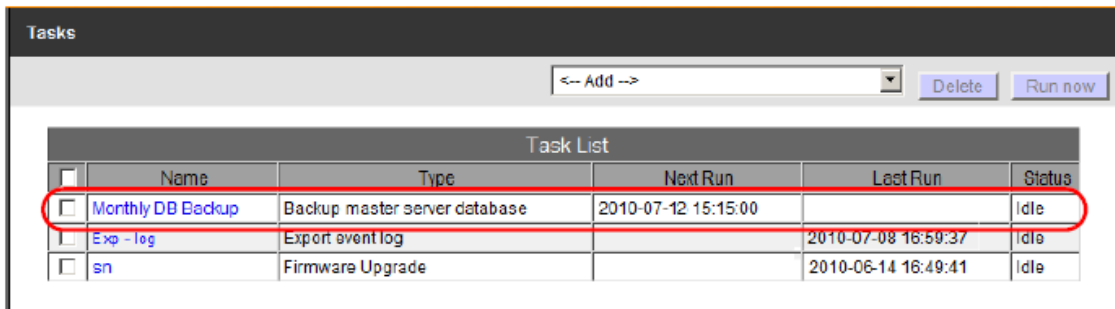 Tasks
<-- Add --> Delete Run now
Task List
Name Type Next Run Last Run Status
Monthly DB Backup Backup master server database 2010-07-12 15:15:00 Idle
Exp - log Export event log 2010-07-08 16:59:37 Idle
sn Firmware Upgrade 2010-06-14 16:49:41 Idle